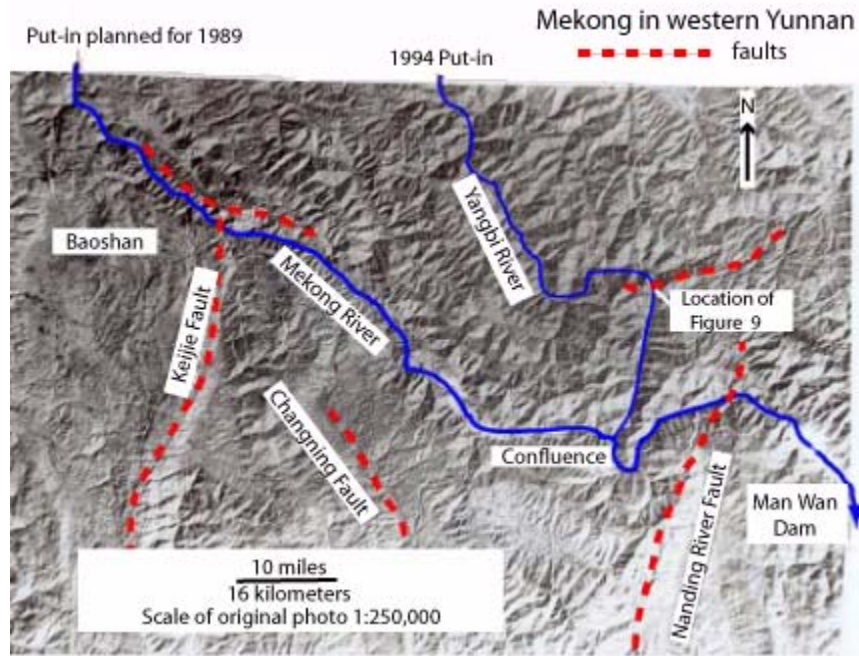 Mekong in western Yunnan
faults
Put-in planned for 1989
1994 Put-in
N
Baoshan
Yangbi River
Mekong River
Location of
Figure 9
Keijie Fault
Changning Fault
Confluence
Man Wan
Dam
Nanding River Fault
10 miles
16 kilometers
Scale of original photo 1:250,000